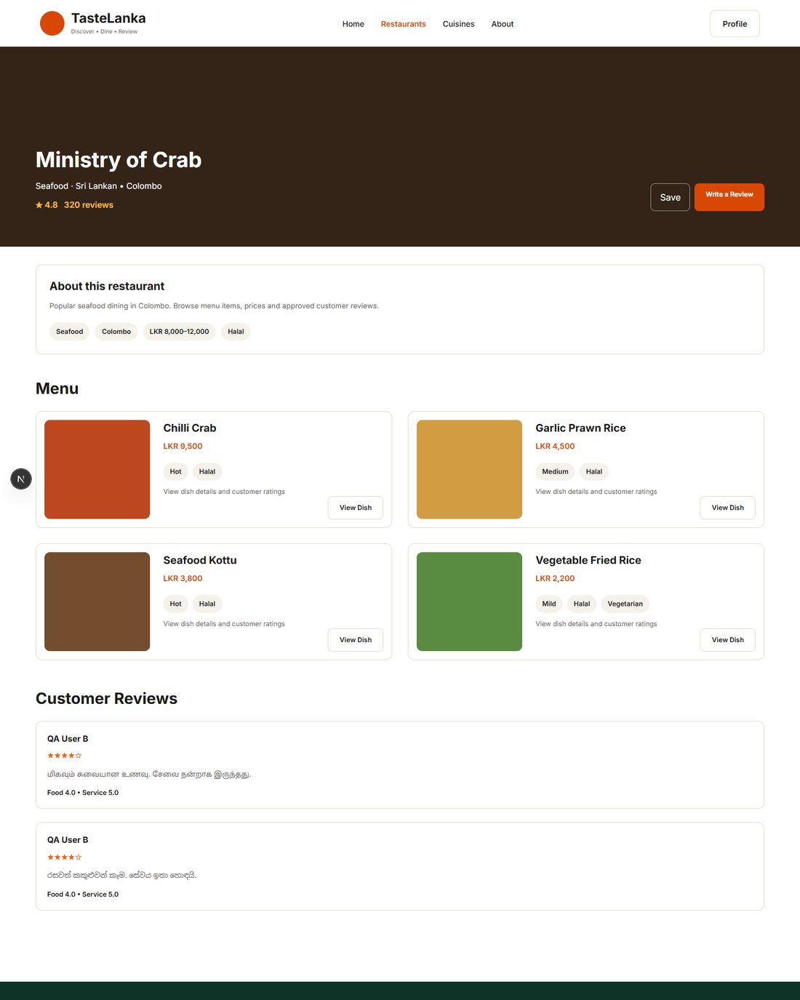 TasteLanka
Discover • Dine • Review
Home
Restaurants
Cuisines
About
Profile
Ministry of Crab
Seafood · Sri Lankan • Colombo
★ 4.8 320 reviews
Save
Write a Review
About this restaurant
Popular seafood dining in Colombo. Browse menu items, prices and approved customer reviews.
Seafood
Colombo
LKR 8,000–12,000
Halal
Menu
Chilli Crab
LKR 9,500
Hot
Halal
View dish details and customer ratings
View Dish
Garlic Prawn Rice
LKR 4,500
Medium
Halal
View dish details and customer ratings
View Dish
N
Seafood Kottu
LKR 3,800
Hot
Halal
View dish details and customer ratings
View Dish
Vegetable Fried Rice
LKR 2,200
Mild
Halal
Vegetarian
View dish details and customer ratings
View Dish
Customer Reviews
QA User B
★★★★☆
மிகவும் சுவையான உணவு. சேவை நன்றாக இருந்தது.
Food 4.0 • Service 5.0
QA User B
★★★★☆
රසවත් කකුළුවන් කෑම. සේවය ඉතා හොඳයි.
Food 4.0 • Service 5.0